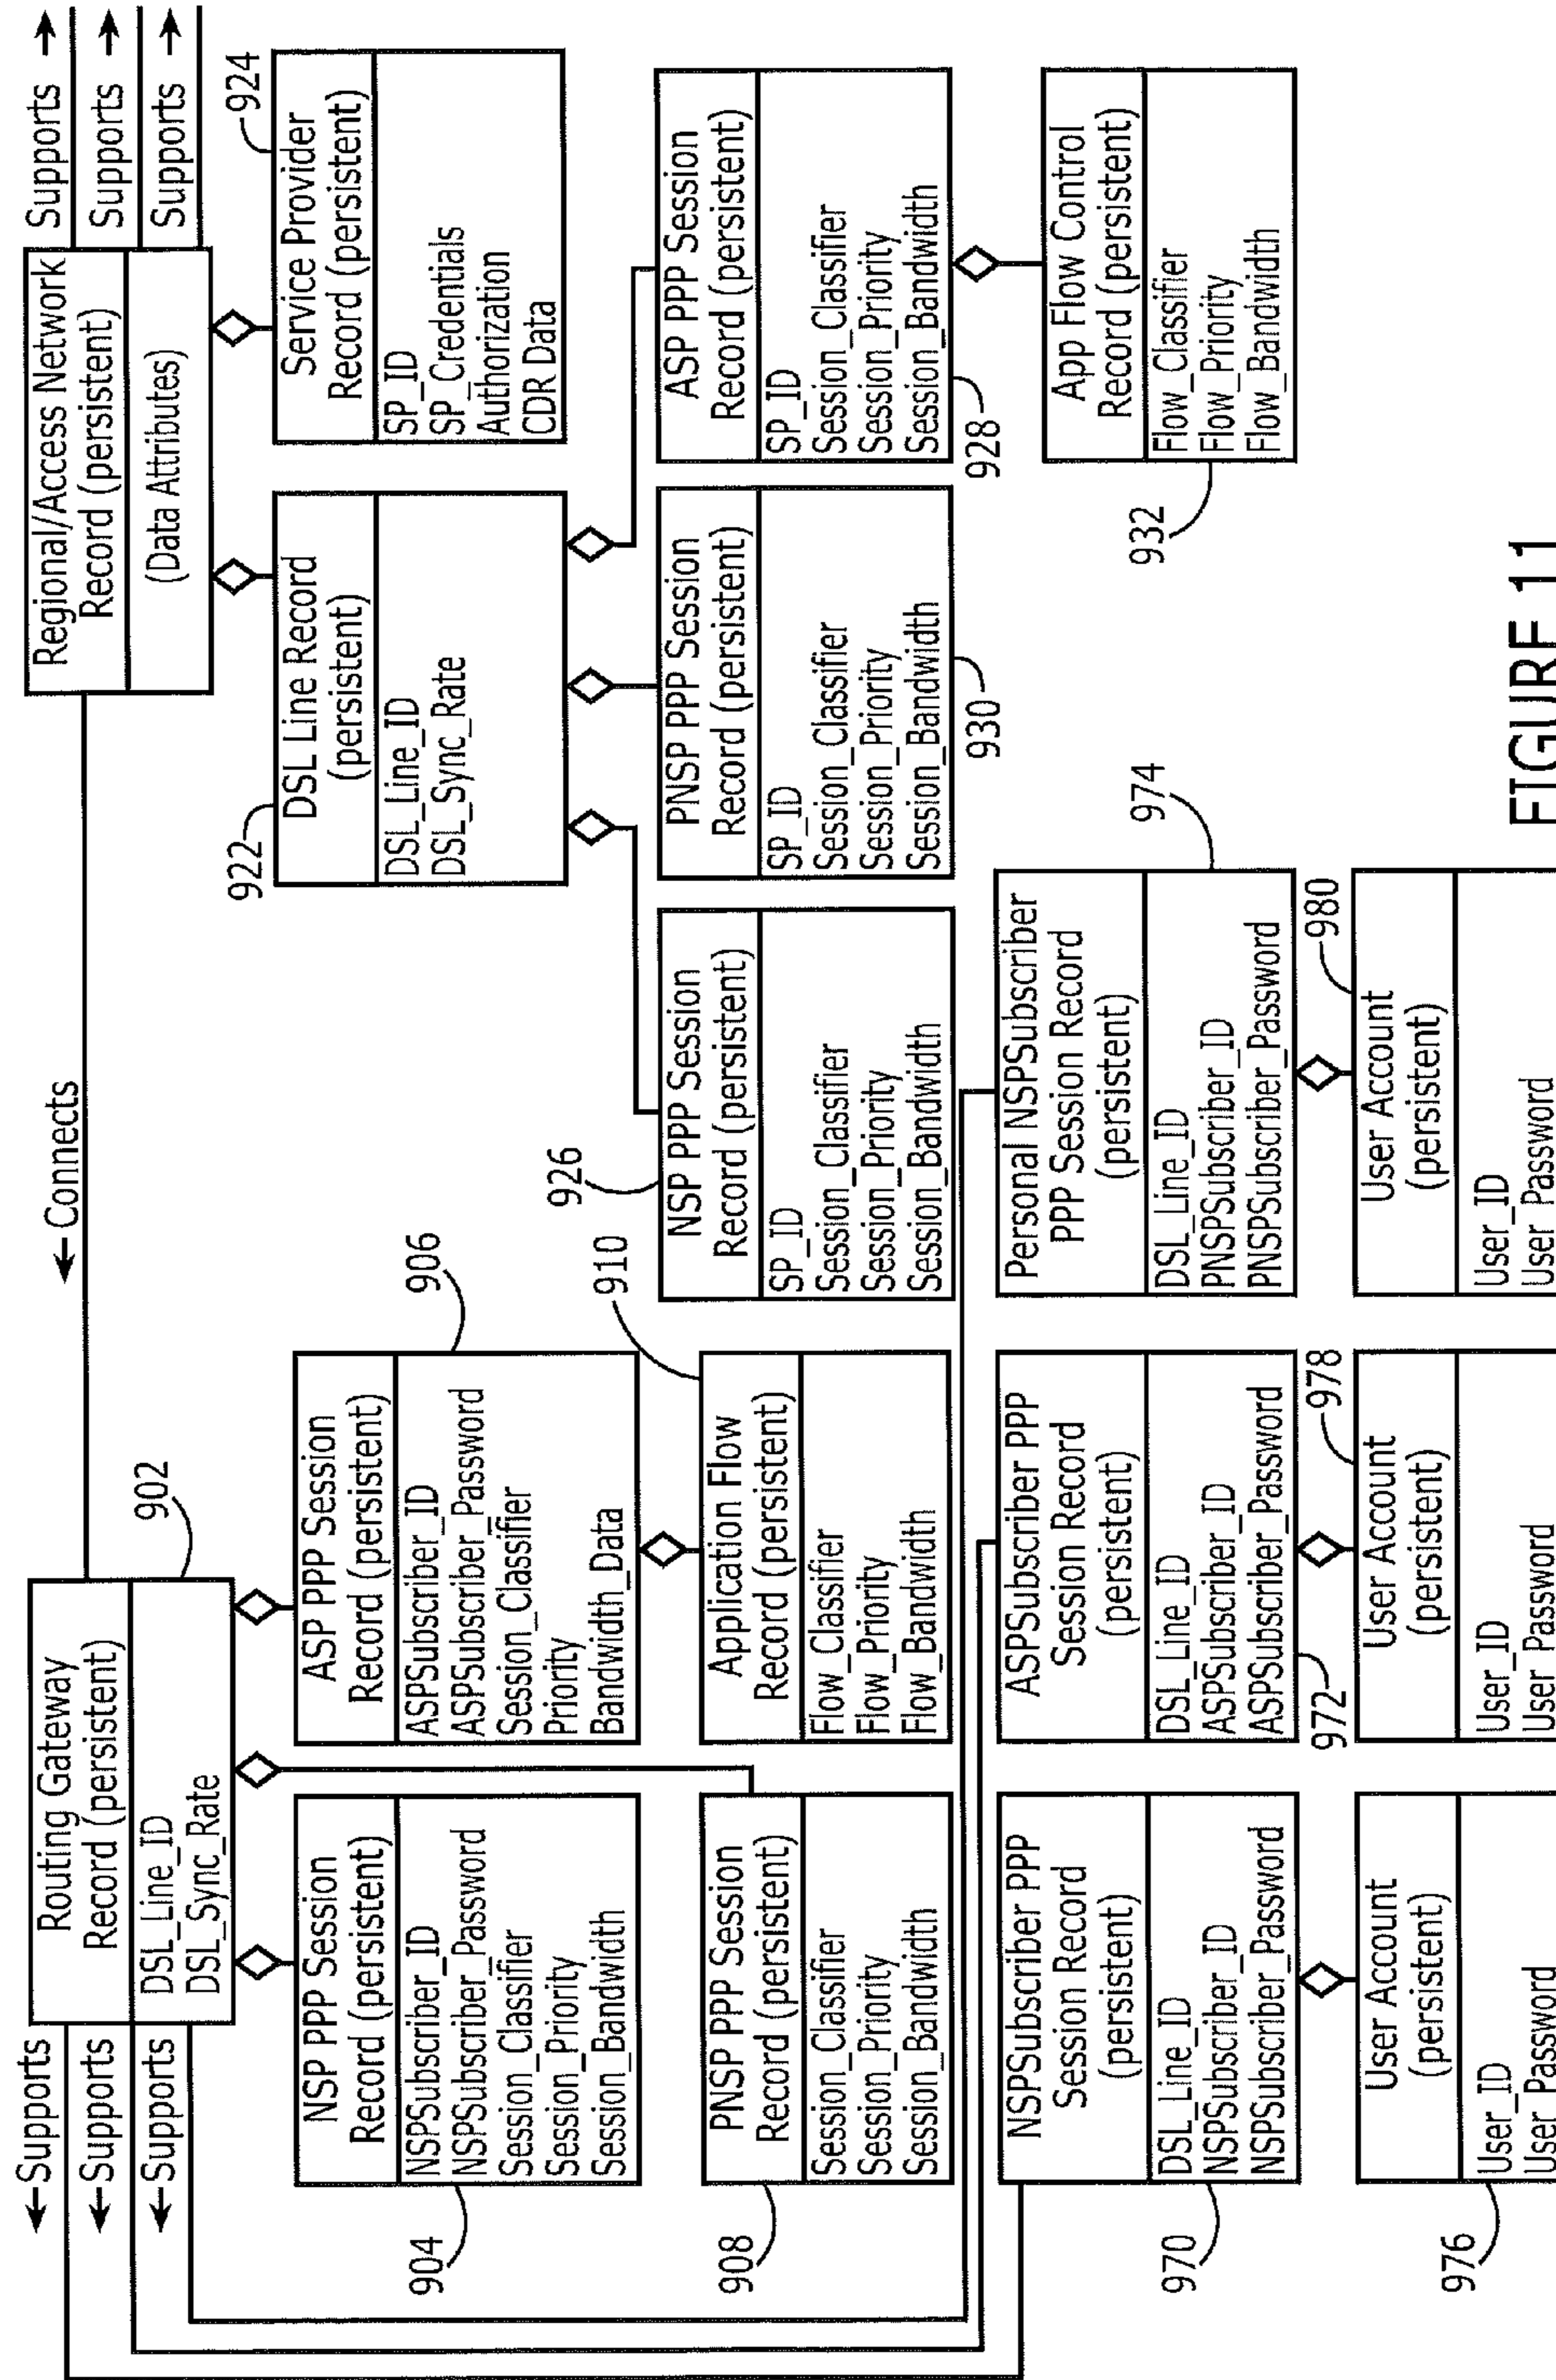 ←Supports
←Supports
←Supports
Routing Gateway
Record (persistent)
DSL_Line_ID
DSL_Sync_Rate
902
←Connects
Regional/Access Network
Record (persistent)
(Data Attributes)
Supports →
Supports →
Supports →
NSP PPP Session
Record (persistent)
NSPSubscriber_ID
NSPSubscriber_Password
Session_Classifier
Session_Priority
Session_Bandwidth
904
ASP PPP Session
Record (persistent)
ASPSubscriber_ID
ASPSubscriber_Password
Session_Classifier
Priority
Bandwidth_Data
906
922
DSL Line Record
(persistent)
DSL_Line_ID
DSL_Sync_Rate
Service Provider
Record (persistent)
SP_ID
SP_Credentials
Authorization
CDR Data
924
PNSP PPP Session
Record (persistent)
Session_Classifier
Session_Priority
Session_Bandwidth
908
Application Flow
Record (persistent)
Flow_Classifier
Flow_Priority
Flow_Bandwidth
910
926
NSP PPP Session
Record (persistent)
SP_ID
Session_Classifier
Session_Priority
Session_Bandwidth
PNSP PPP Session
Record (persistent)
SP_ID
Session_Classifier
Session_Priority
Session_Bandwidth
930
ASP PPP Session
Record (persistent)
SP_ID
Session_Classifier
Session_Priority
Session_Bandwidth
928
NSPSubscriber PPP
Session Record
(persistent)
DSL_Line_ID
NSPSubscriber_ID
NSPSubscriber_Password
970
ASPSubscriber PPP
Session Record
(persistent)
DSL_Line_ID
ASPSubscriber_ID
ASPSubscriber_Password
972
Personal NSPSubscriber
PPP Session Record
(persistent)
DSL_Line_ID
PNSPSubscriber_ID
PNSPSubscriber_Password
974
App Flow Control
Record (persistent)
Flow_Classifier
Flow_Priority
Flow_Bandwidth
932
User Account
(persistent)
User_ID
User_Password
976
User Account
(persistent)
User_ID
User_Password
978
User Account
(persistent)
User_ID
User_Password
980
FIGURE 11